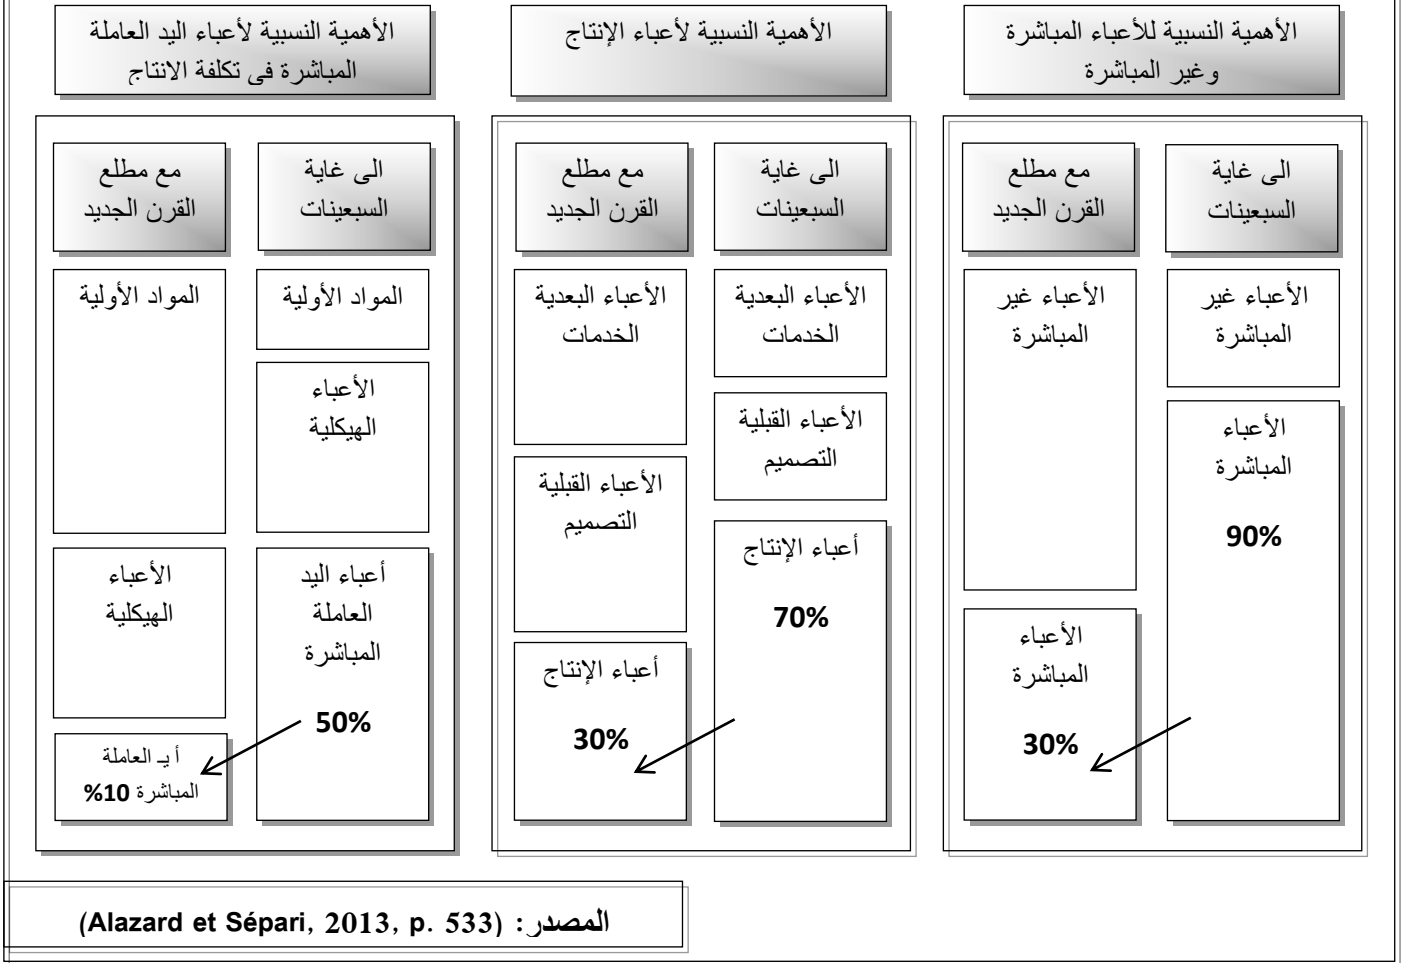 الأهمية النسبية للأعباء المباشرة
وغير المباشرة
الى غاية
السبعينات
مع مطلع
القرن الجديد
الأعباء غير
المباشرة
الأعباء
المباشرة
90%
الأعباء غير
المباشرة
الأعباء
المباشرة
30%
الأهمية النسبية لأعباء الإنتاج
الى غاية
السبعينات
مع مطلع
القرن الجديد
الأعباء البعدية
الخدمات
الأعباء القبلية
التصميم
أعباء الإنتاج
70%
الأعباء البعدية
الخدمات
الأعباء القبلية
التصميم
أعباء الإنتاج
30%
الأهمية النسبية لأعباء اليد العاملة
المباشرة في تكلفة الانتاج
الى غاية
السبعينات
مع مطلع
القرن الجديد
المواد الأولية
الأعباء
الهيكلية
أعباء اليد
العاملة
المباشرة
50%
المواد الأولية
الأعباء
الهيكلية
أ يـ العاملة
المباشرة 10%
المصدر: (Alazard et Sépari, 2013, p. 533)